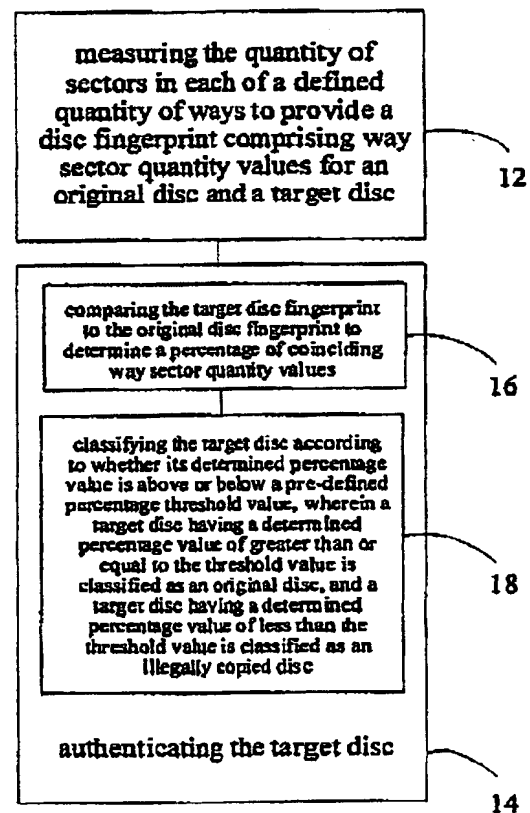 measuring the quantity of
sectors in each of a defined
quantity of ways to provide a
disc fingerprint comprising way
sector quantity values for an
original disc and a target disc
12
comparing the target disc fingerprint
to the original disc fingerprint to
determine a percentage of coinciding
way sector quantity values
16
classifying the target disc according
to whether its determined percentage
value is above or below a pre-defined
percentage threshold value, wherein a
target disc having a determined
percentage value of greater than or
equal to the threshold value is
classified as an original disc, and a
target disc having a determined
percentage value of less than the
threshold value is classified as an
illegally copied disc
18
authenticating the target disc
14